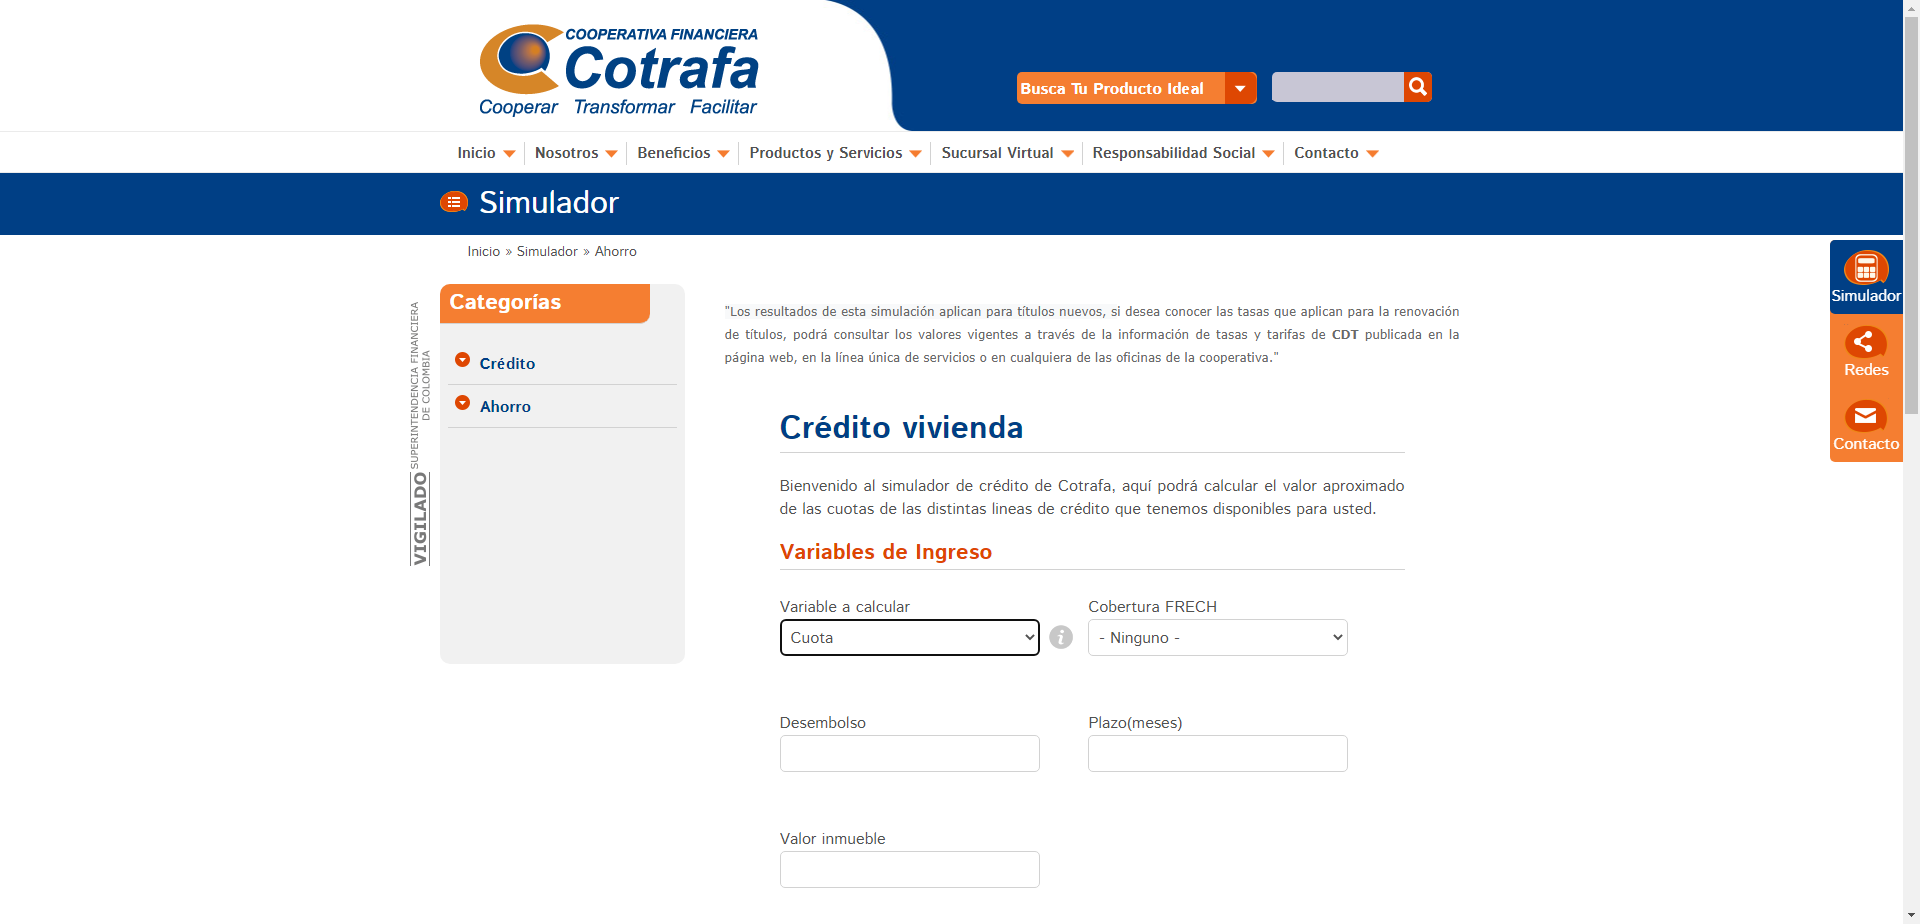 COOPERATIVA FINANCIERA
Cotrafa
Cooperar Transformar Facilitar
Busca Tu Producto Ideal
Inicio
Nosotros
Beneficios
Productos y Servicios
Sucursal Virtual
Responsabilidad Social
Contacto
Simulador
Inicio » Simulador » Ahorro
Categorías
Crédito
Ahorro
VIGILADO SUPERINTENDENCIA FINANCIERA
DE COLOMBIA
"Los resultados de esta simulación aplican para títulos nuevos, si desea conocer las tasas que aplican para la renovación
de títulos, podrá consultar los valores vigentes a través de la información de tasas y tarifas de CDT publicada en la
página web, en la línea única de servicios o en cualquiera de las oficinas de la cooperativa."
Crédito vivienda
Bienvenido al simulador de crédito de Cotrafa, aquí podrá calcular el valor aproximado
de las cuotas de las distintas lineas de crédito que tenemos disponibles para usted.
Variables de Ingreso
Variable a calcular
Cuota
i
Cobertura FRECH
- Ninguno -
Desembolso
Plazo(meses)
Valor inmueble
Simulador
Redes
Contacto